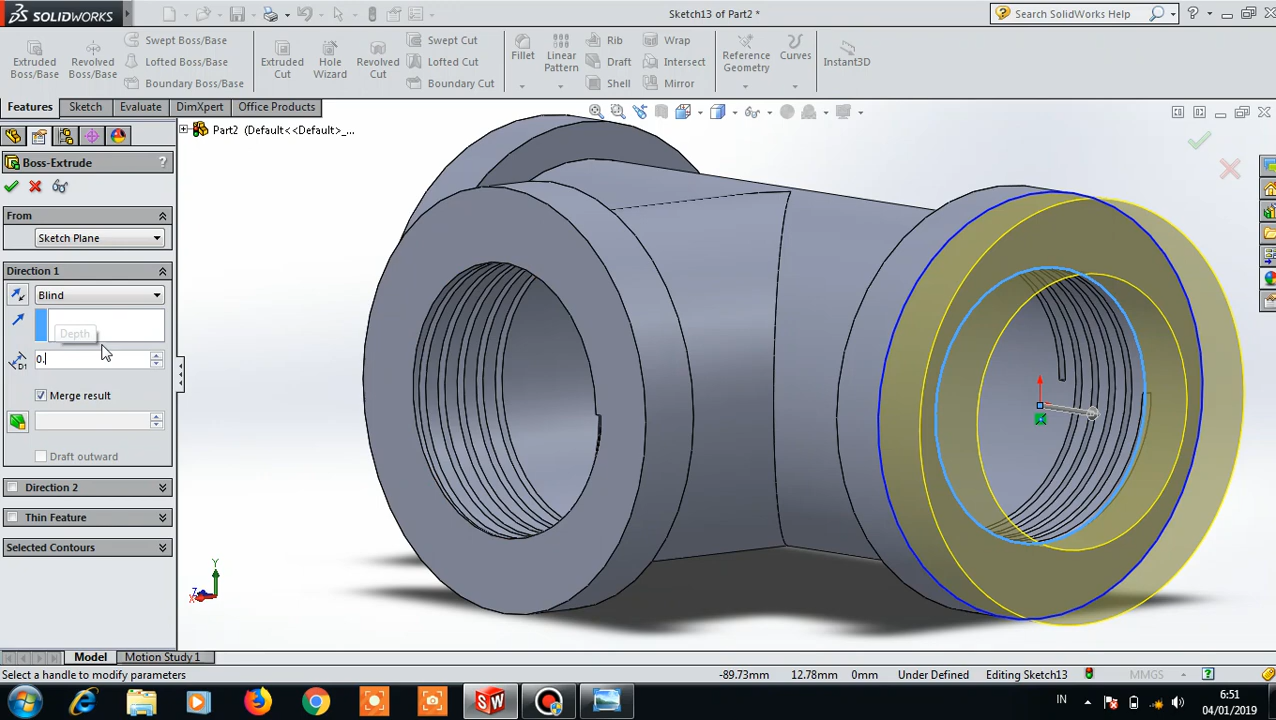 SOLIDWORKS
Sketch13 of Part2 *
Search SolidWorks Help
Extruded Boss/Base
Revolved Boss/Base
Swept Boss/Base
Lofted Boss/Base
Boundary Boss/Base
Extruded Cut
Hole Wizard
Revolved Cut
Swept Cut
Lofted Cut
Boundary Cut
Fillet
Linear Pattern
Rib
Draft
Shell
Wrap
Intersect
Mirror
Reference Geometry
Curves
Instant3D
Features
Sketch
Evaluate
DimXpert
Office Products
Part2 (Default<<Default>_...
Boss-Extrude
?
From
Sketch Plane
Direction 1
Blind
Depth
D1
0.
Merge result
Draft outward
Direction 2
Thin Feature
Selected Contours
Y
X
Z
Model
Motion Study 1
Select a handle to modify parameters
-89.73mm
12.78mm
0mm
Under Defined
Editing Sketch13
MMGS
?
IN
6:51
04/01/2019